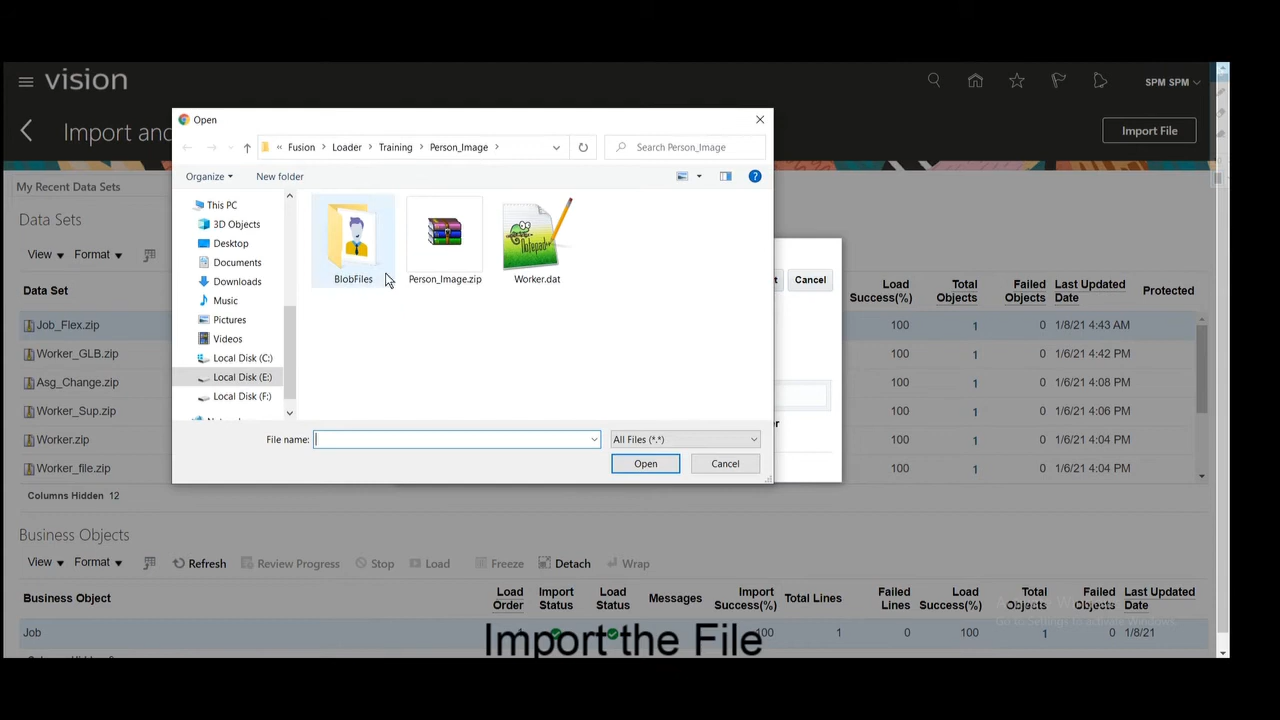 vision
SPM SPM
Import and
Import File
My Recent Data Sets
Data Sets
View Format
Data Set
Load Success(%) Total Objects Failed Objects Last Updated Date Protected
Job_Flex.zip 100 1 0 1/8/21 4:43 AM
Worker_GLB.zip 100 1 0 1/6/21 4:42 PM
Asg_Change.zip 100 1 0 1/6/21 4:08 PM
Worker_Sup.zip 100 1 0 1/6/21 4:06 PM
Worker.zip 100 1 0 1/6/21 4:04 PM
Worker_file.zip 100 1 0 1/6/21 4:04 PM
Columns Hidden 12
Cancel
Open
« Fusion › Loader › Training › Person_Image ›
Search Person_Image
Organize New folder
This PC
3D Objects
Desktop
Documents
Downloads
Music
Pictures
Videos
Local Disk (C:)
Local Disk (E:)
Local Disk (F:)
Notepad
BlobFiles Person_Image.zip Worker.dat
File name: All Files (*.*)
Open Cancel
Business Objects
View Format Refresh Review Progress Stop Load Freeze Detach Wrap
Business Object Load Order Import Status Load Status Messages Import Success(%) Total Lines Failed Lines Load Success(%) Total Objects Failed Objects Last Updated Date
Job 100 1 0 100 1 0 1/8/21
Go to Settings to activate Windows.
Import the File